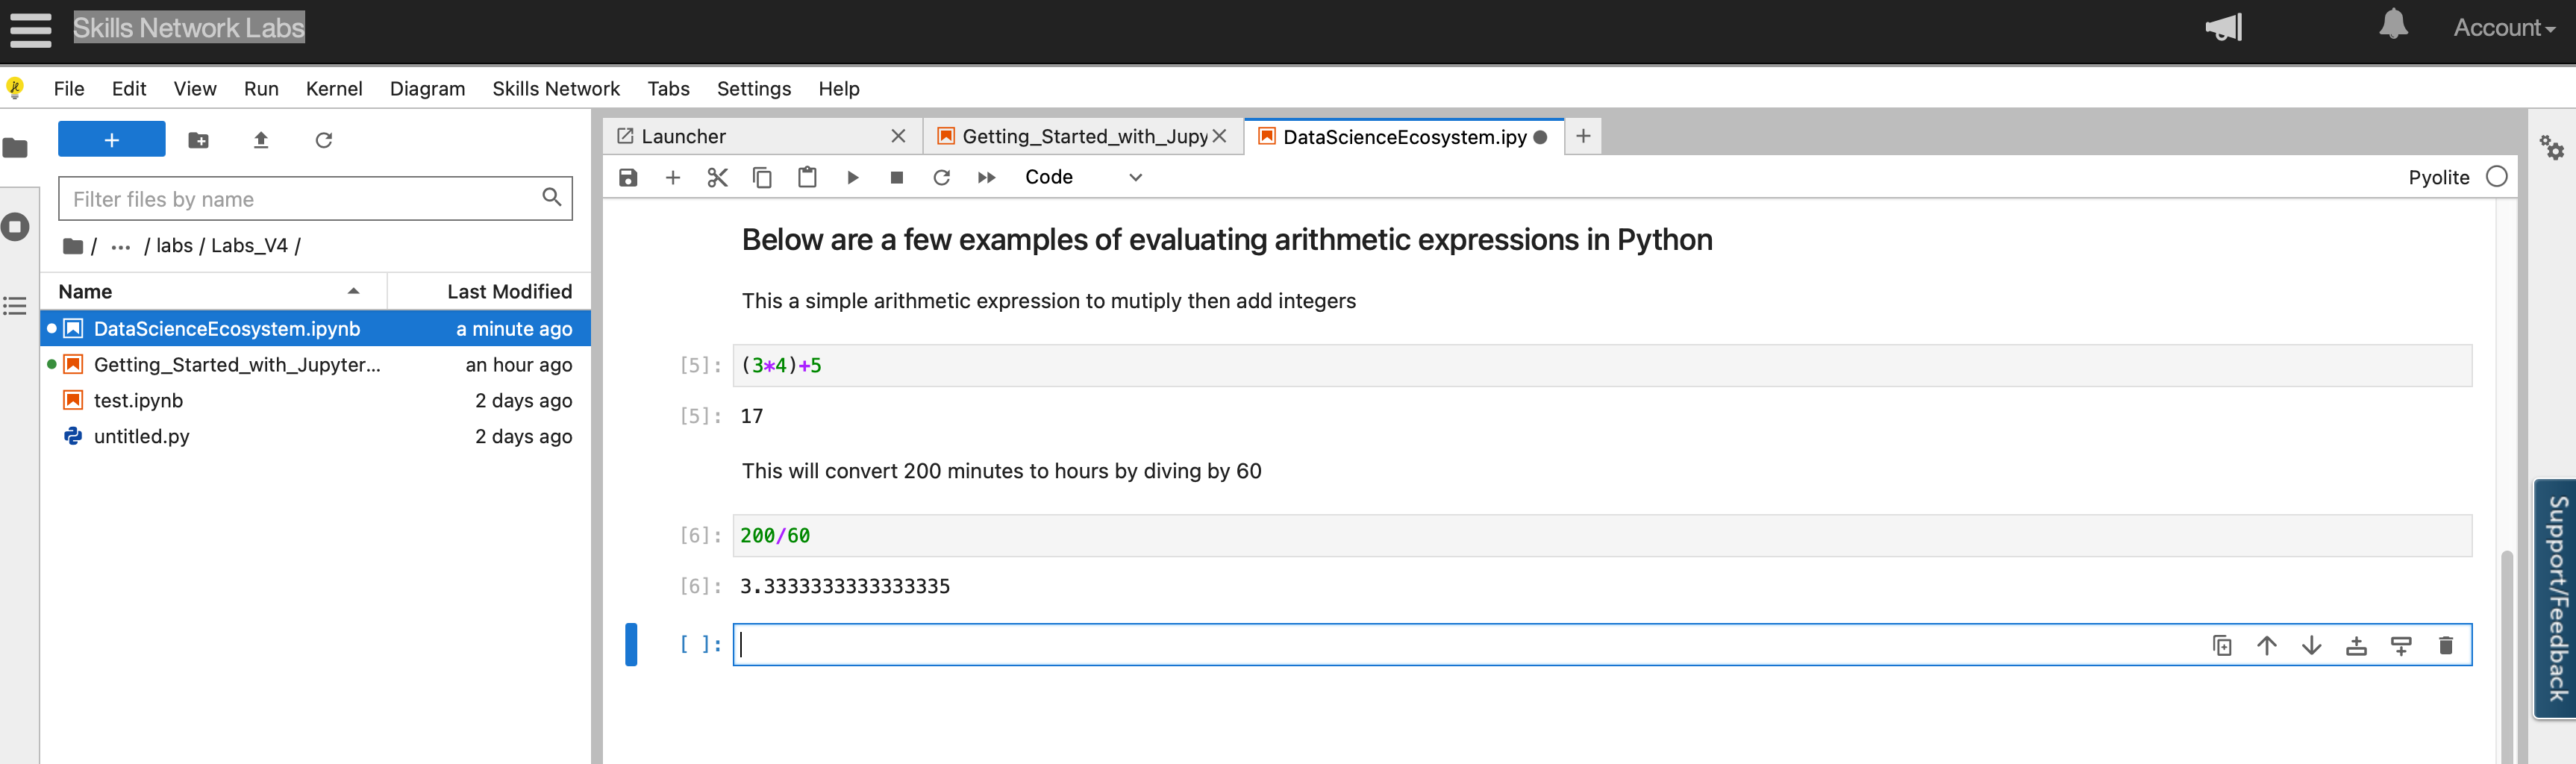 Skills Network Labs
Account
File Edit View Run Kernel Diagram Skills Network Tabs Settings Help
Launcher
Getting_Started_with_Jupy
DataScienceEcosystem.ipy
Filter files by name
Code
Pyolite
/ ... / labs / Labs_V4 /
Name Last Modified
DataScienceEcosystem.ipynb a minute ago
Getting_Started_with_Jupyter... an hour ago
test.ipynb 2 days ago
untitled.py 2 days ago
Below are a few examples of evaluating arithmetic expressions in Python
This a simple arithmetic expression to mutiply then add integers
[5]: (3*4)+5
[5]: 17
This will convert 200 minutes to hours by diving by 60
[6]: 200/60
[6]: 3.3333333333333335
[ ]:
Support/Feedback